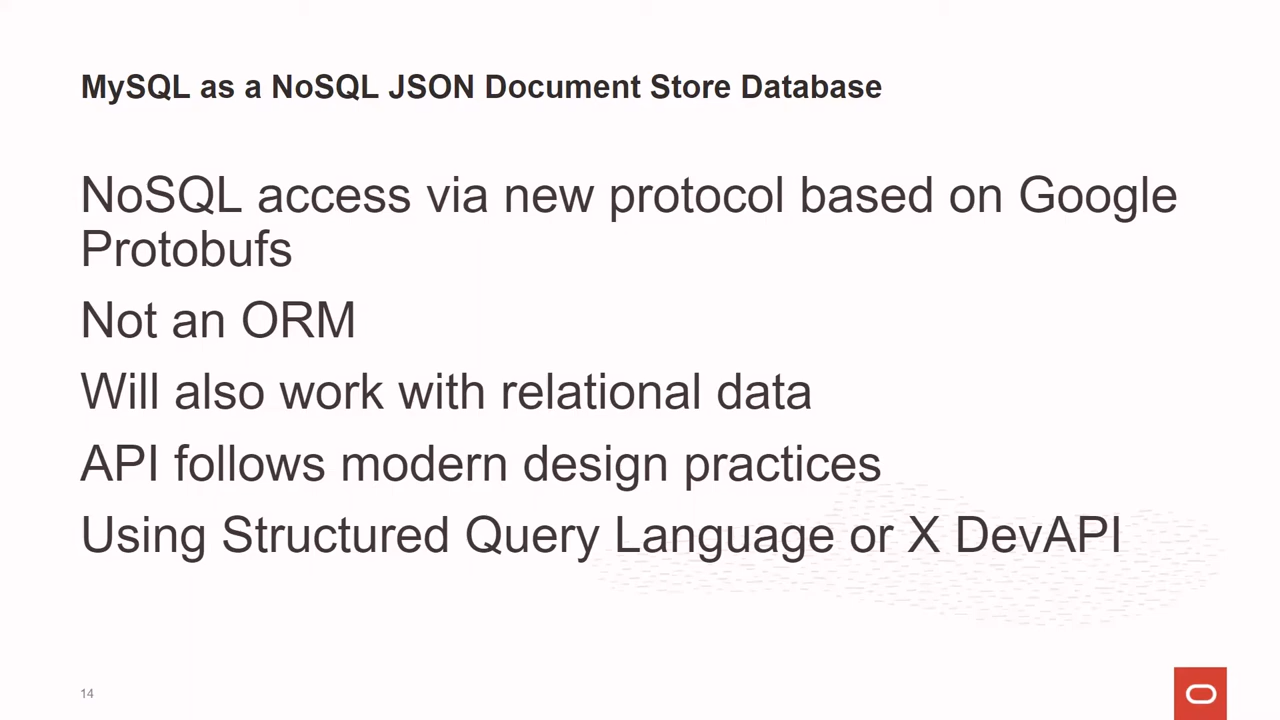 MySQL as a NoSQL JSON Document Store Database
NoSQL access via new protocol based on Google
Protobufs
Not an ORM
Will also work with relational data
API follows modern design practices
Using Structured Query Language or X DevAPI
14